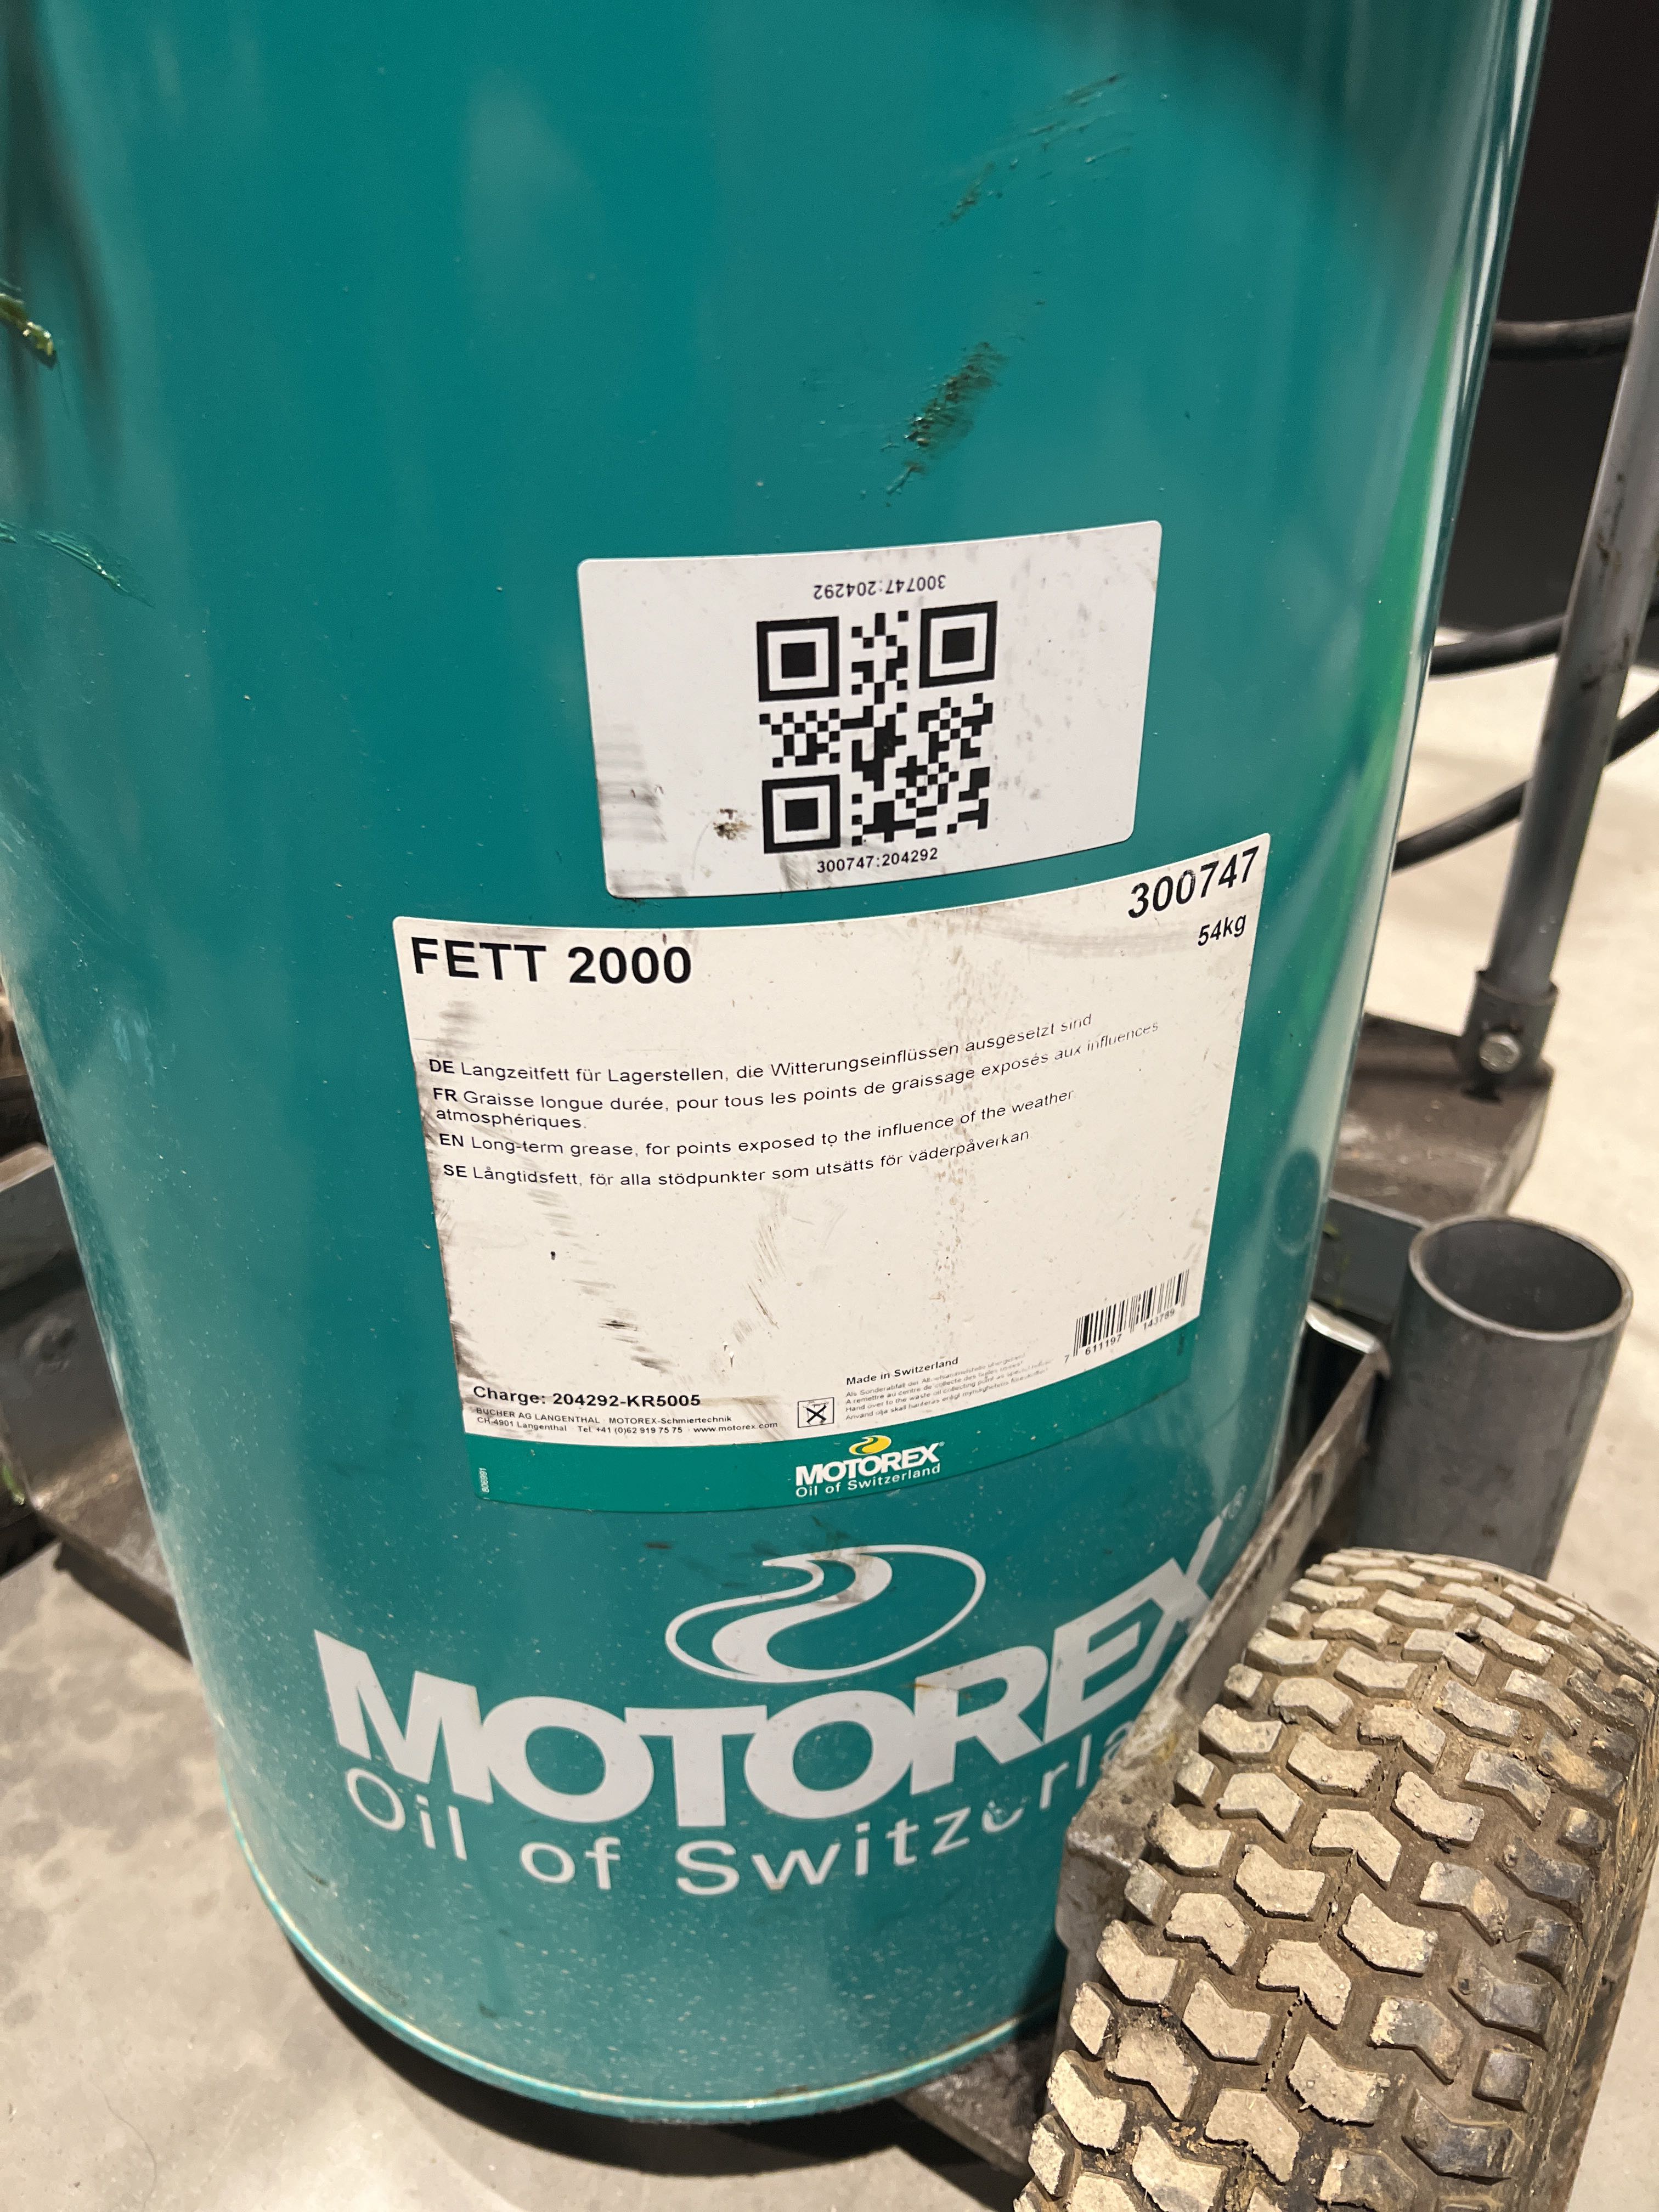 300747:204292
300747:204292
FETT 2000
300747
54kg
DE Langzeitfett für Lagerstellen, die Witterungseinflüssen ausgesetzt sind
FR Graisse longue durée, pour tous les points de graissage exposés aux influences
atmosphériques.
EN Long-term grease, for points exposed to the influence of the weather
SE Långtidsfett, för alla stödpunkter som utsätts för väderpåverkan
7 611197 143789
Charge: 204292-KR5005
BUCHER AG LANGENTHAL MOTOREX-Schmiertechnik
CH-4901 Langenthal Tel +41 (0)62 919 75 75 · www.motorex.com
Made in Switzerland
MOTOREX
Oil of Switzerland
MOTOREX
Oil of Switzerla